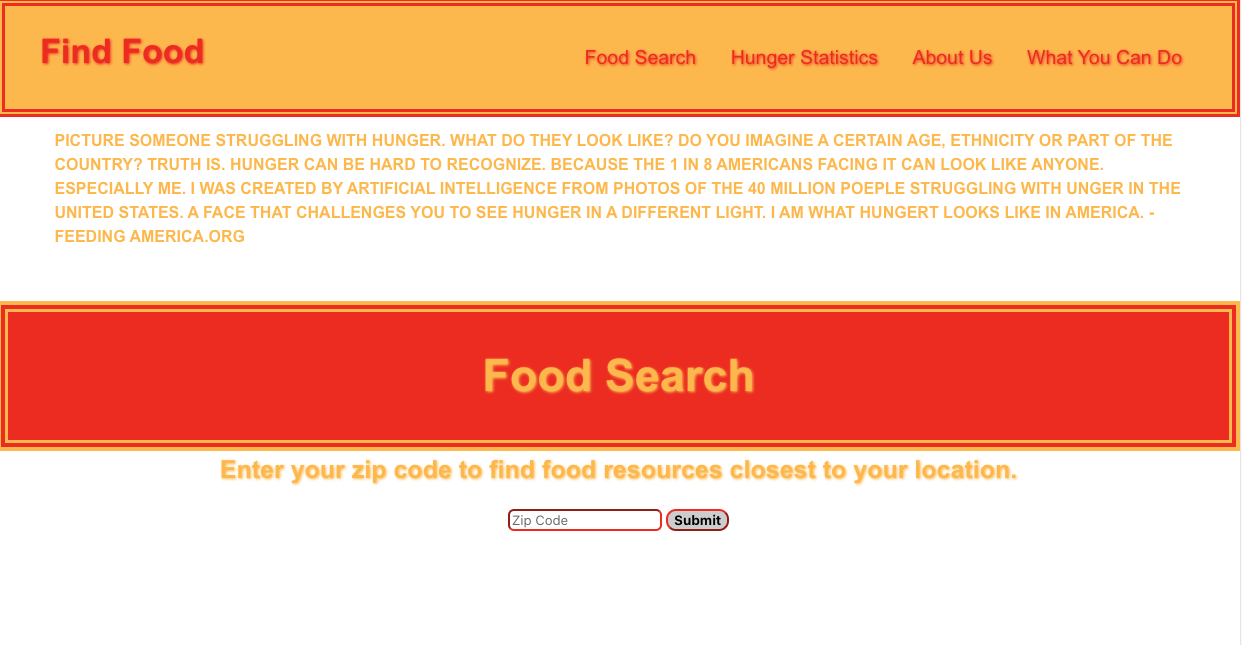 Find Food
Food Search Hunger Statistics About Us What You Can Do
PICTURE SOMEONE STRUGGLING WITH HUNGER. WHAT DO THEY LOOK LIKE? DO YOU IMAGINE A CERTAIN AGE, ETHNICITY OR PART OF THE
COUNTRY? TRUTH IS. HUNGER CAN BE HARD TO RECOGNIZE. BECAUSE THE 1 IN 8 AMERICANS FACING IT CAN LOOK LIKE ANYONE.
ESPECIALLY ME. I WAS CREATED BY ARTIFICIAL INTELLIGENCE FROM PHOTOS OF THE 40 MILLION POEPLE STRUGGLING WITH UNGER IN THE
UNITED STATES. A FACE THAT CHALLENGES YOU TO SEE HUNGER IN A DIFFERENT LIGHT. I AM WHAT HUNGERT LOOKS LIKE IN AMERICA. -
FEEDING AMERICA.ORG
Food Search
Enter your zip code to find food resources closest to your location.
Zip Code Submit